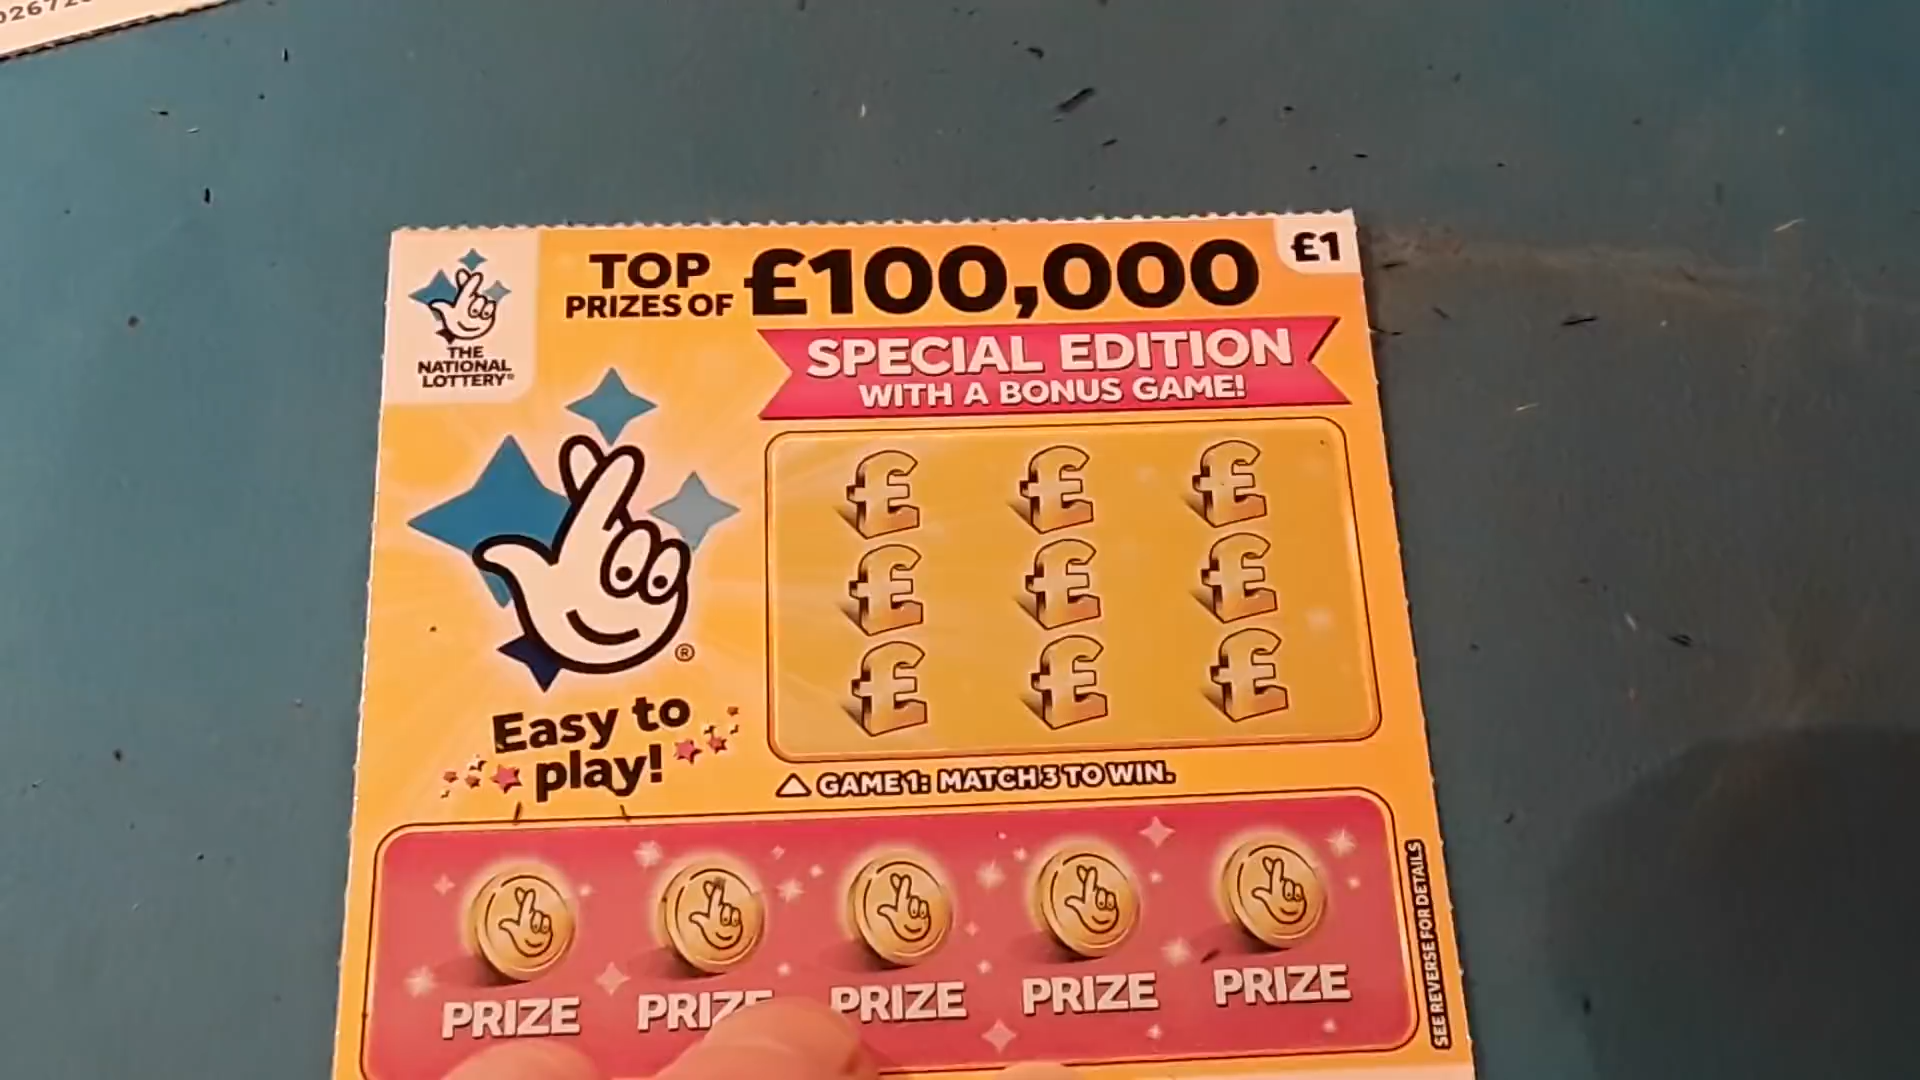 THE
NATIONAL
LOTTERY®
TOP
PRIZES OF
£100,000
£1
SPECIAL EDITION
WITH A BONUS GAME!
£ £ £
£ £ £
£ £ £
®
Easy to
play!
GAME 1: MATCH 3 TO WIN.
PRIZE PRIZE PRIZE PRIZE PRIZE
SEE REVERSE FOR DETAILS